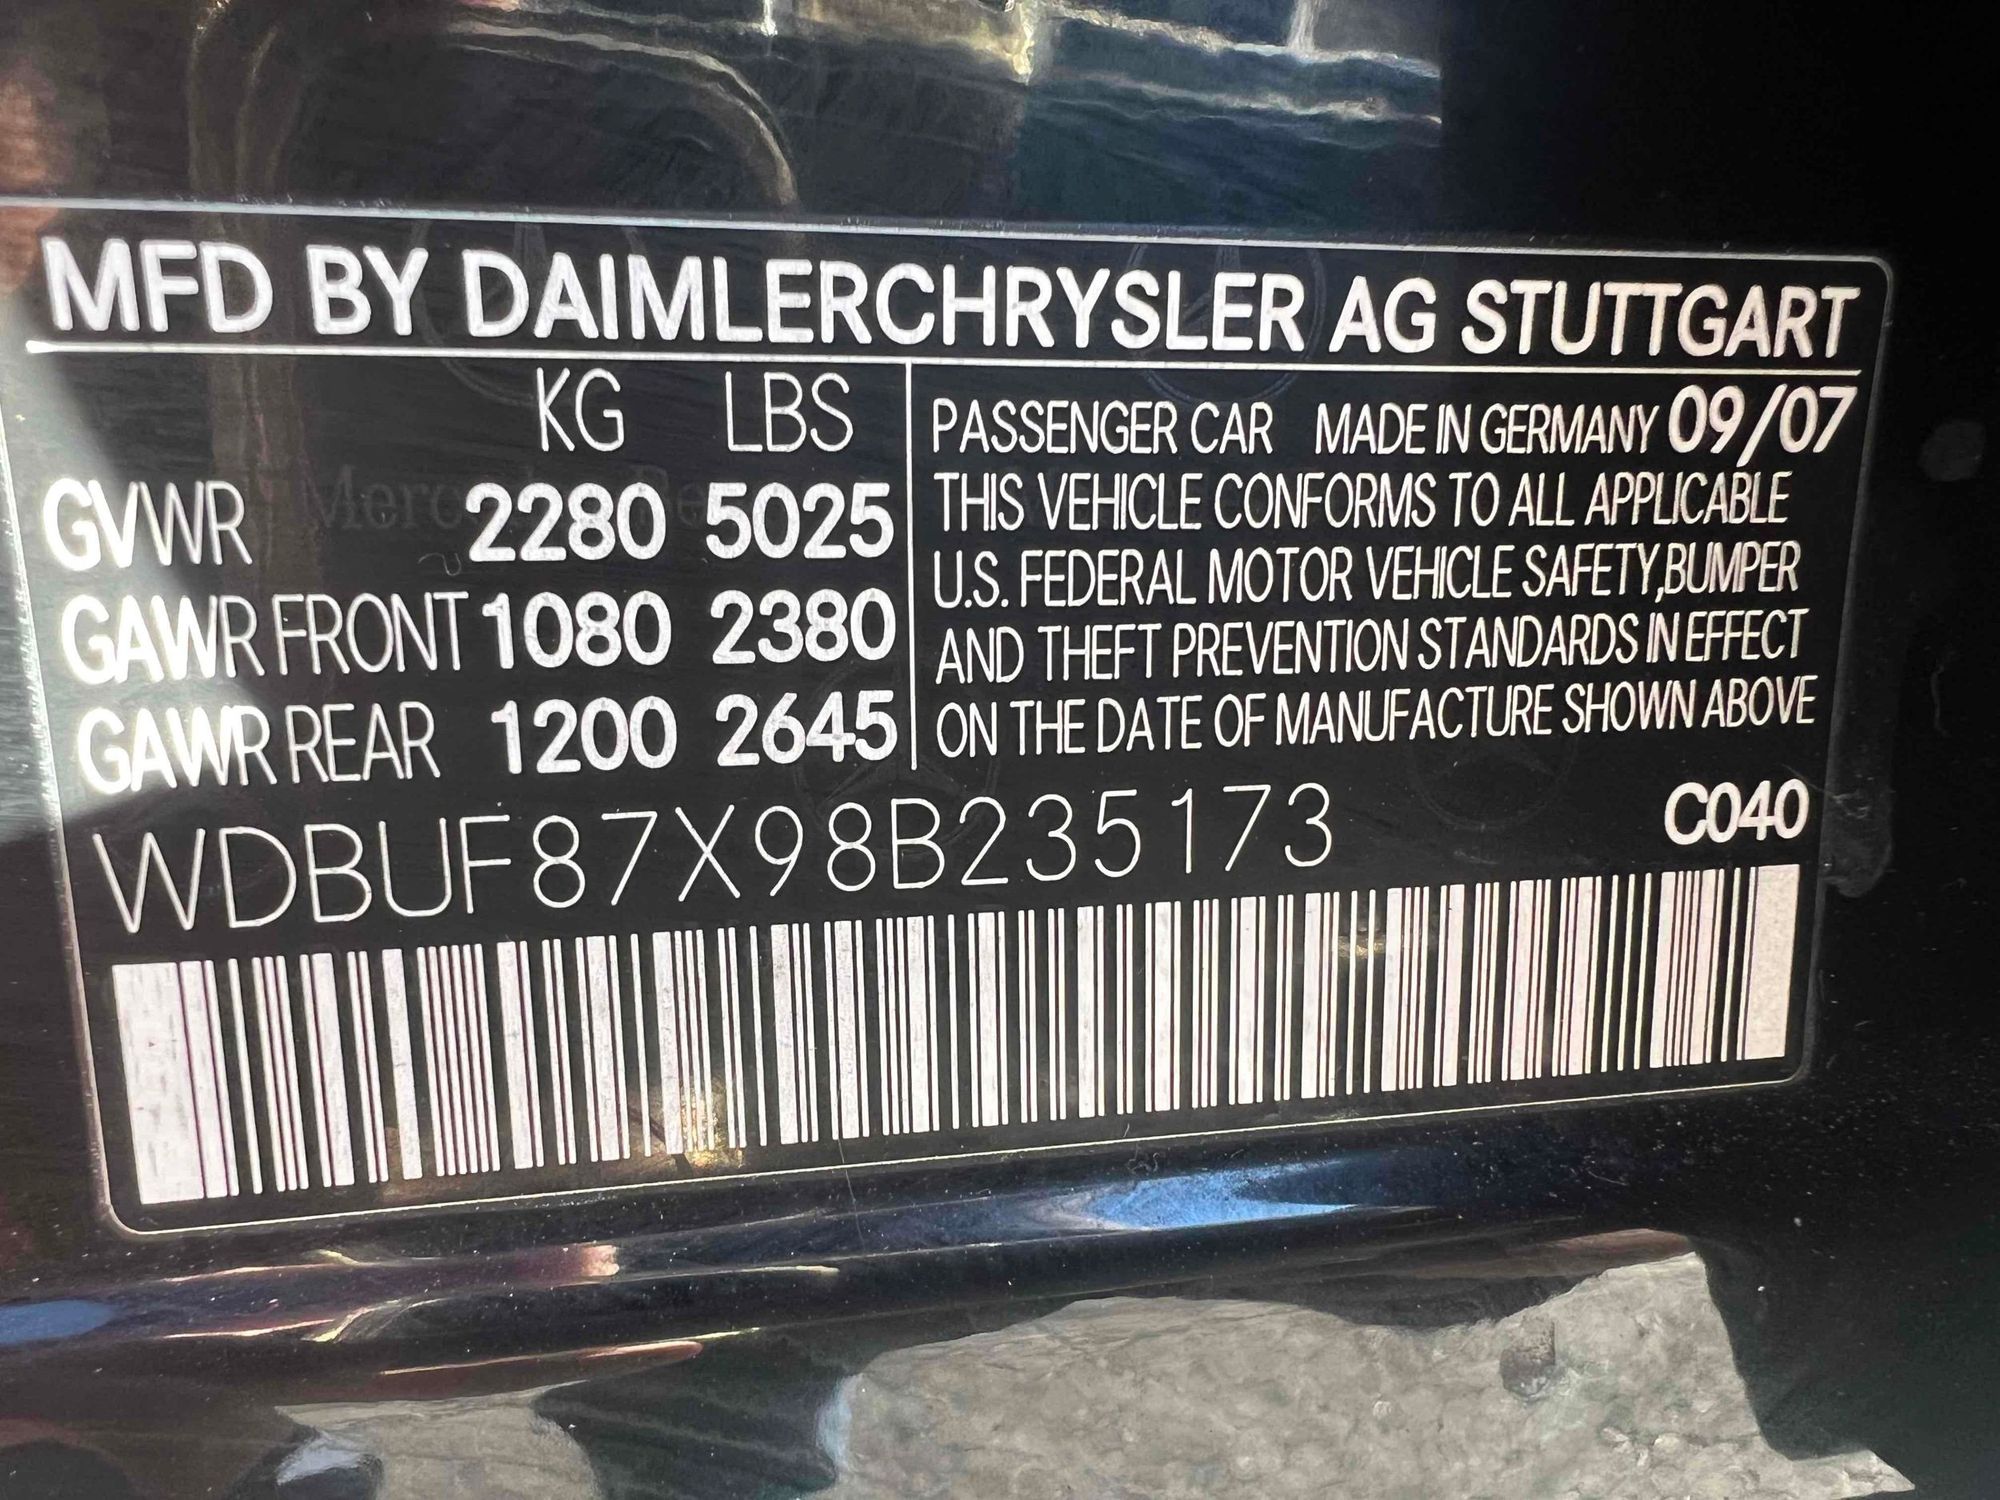 MFD BY DAIMLERCHRYSLER AG STUTTGART
KG LBS
GVWR 2280 5025
GAWR FRONT 1080 2380
GAWR REAR 1200 2645
PASSENGER CAR MADE IN GERMANY 09/07
THIS VEHICLE CONFORMS TO ALL APPLICABLE
U.S. FEDERAL MOTOR VEHICLE SAFETY,BUMPER
AND THEFT PREVENTION STANDARDS IN EFFECT
ON THE DATE OF MANUFACTURE SHOWN ABOVE
WDBUF87X98B235173 C040